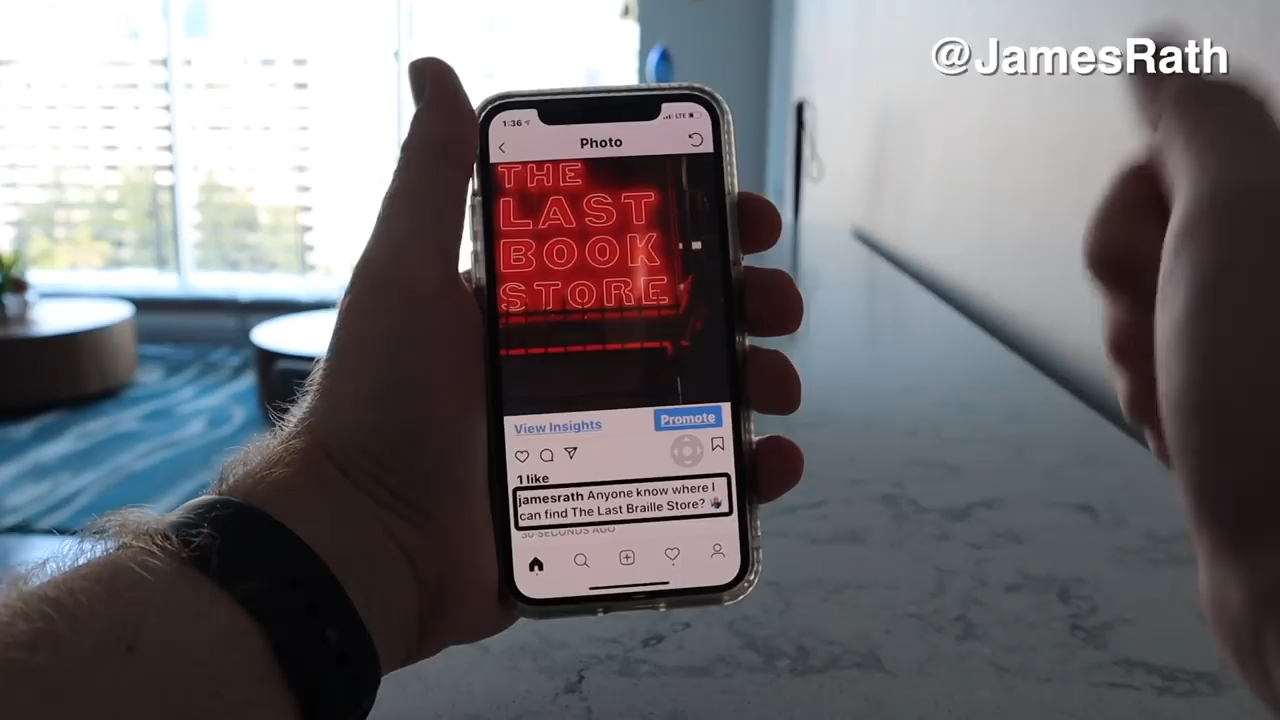 @JamesRath
1:36
LTE
Photo
THE
LAST
BOOK
STORE
View Insights
Promote
1 like
jamesrath Anyone know where I
can find The Last Braille Store?
30 SECONDS AGO